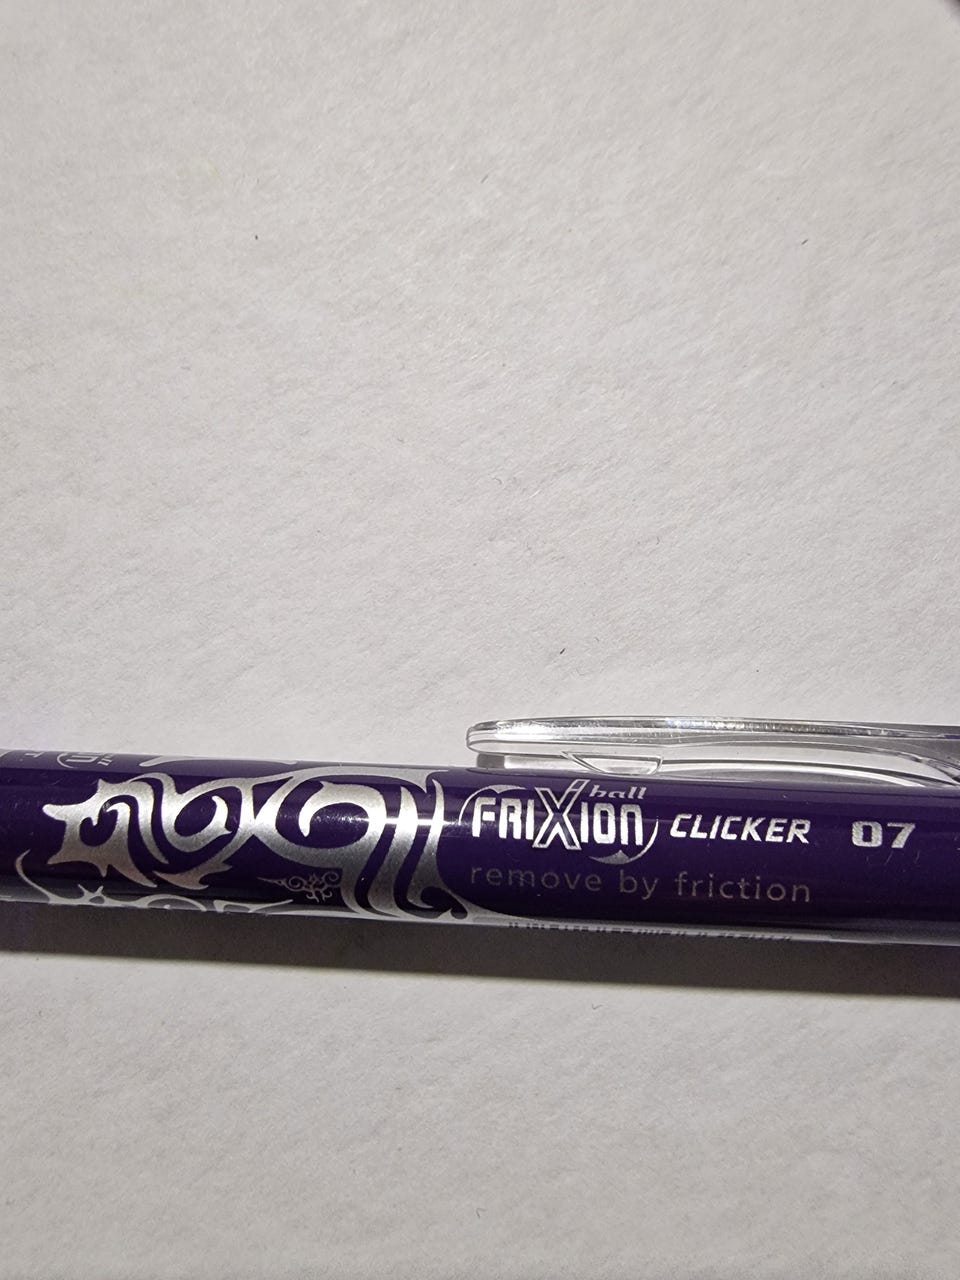 FRIXION ball CLICKER 07
remove by friction